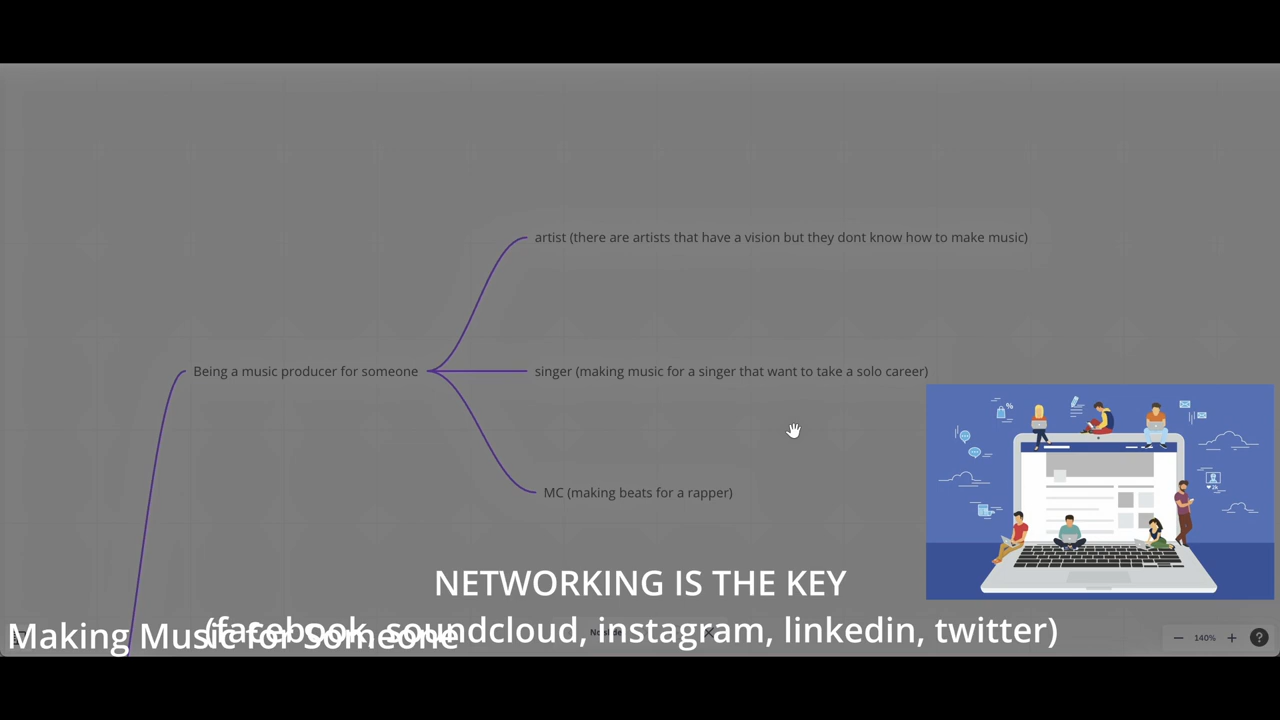 artist (there are artists that have a vision but they dont know how to make music)
Being a music producer for someone
singer (making music for a singer that want to take a solo career)
MC (making beats for a rapper)
NETWORKING IS THE KEY
(facebook, soundcloud, instagram, linkedin, twitter)
Making Music for Someone
140%